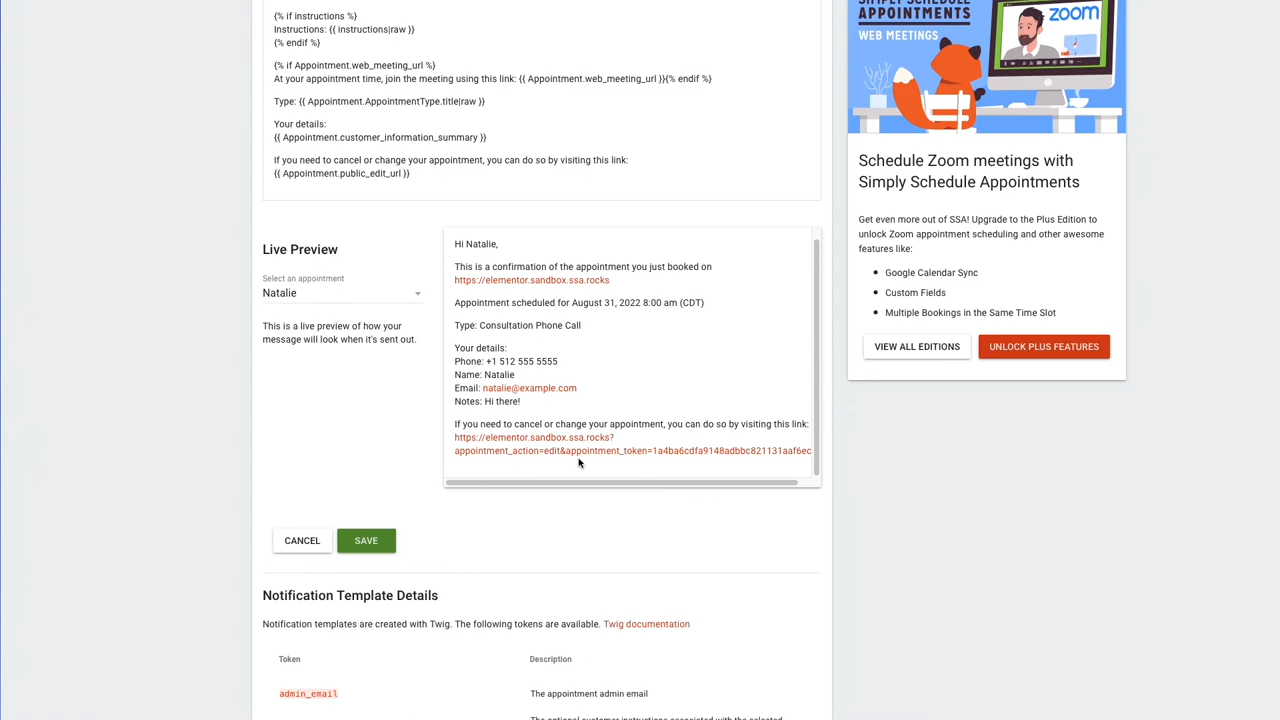 {% if instructions %}
Instructions: {{ instructions|raw }}
{% endif %}
{% if Appointment.web_meeting_url %}
At your appointment time, join the meeting using this link: {{ Appointment.web_meeting_url }}{% endif %}
Type: {{ Appointment.AppointmentType.title|raw }}
Your details:
{{ Appointment.customer_information_summary }}
If you need to cancel or change your appointment, you can do so by visiting this link:
{{ Appointment.public_edit_url }}
Live Preview
Select an appointment
Natalie
This is a live preview of how your
message will look when it's sent out.
Hi Natalie,
This is a confirmation of the appointment you just booked on
https://elementor.sandbox.ssa.rocks
Appointment scheduled for August 31, 2022 8:00 am (CDT)
Type: Consultation Phone Call
Your details:
Phone: +1 512 555 5555
Name: Natalie
Email: natalie@example.com
Notes: Hi there!
If you need to cancel or change your appointment, you can do so by visiting this link:
https://elementor.sandbox.ssa.rocks?
appointment_action=edit&appointment_token=1a4ba6cdfa9148adbbc821131aaf6ec
CANCEL
SAVE
Notification Template Details
Notification templates are created with Twig. The following tokens are available. Twig documentation
Token
Description
admin_email
The appointment admin email
The optional customer instructions associated with the selected
SIMPLY SCHEDULE
APPOINTMENTS
WEB MEETINGS
zoom
Schedule Zoom meetings with
Simply Schedule Appointments
Get even more out of SSA! Upgrade to the Plus Edition to
unlock Zoom appointment scheduling and other awesome
features like:
Google Calendar Sync
Custom Fields
Multiple Bookings in the Same Time Slot
VIEW ALL EDITIONS
UNLOCK PLUS FEATURES